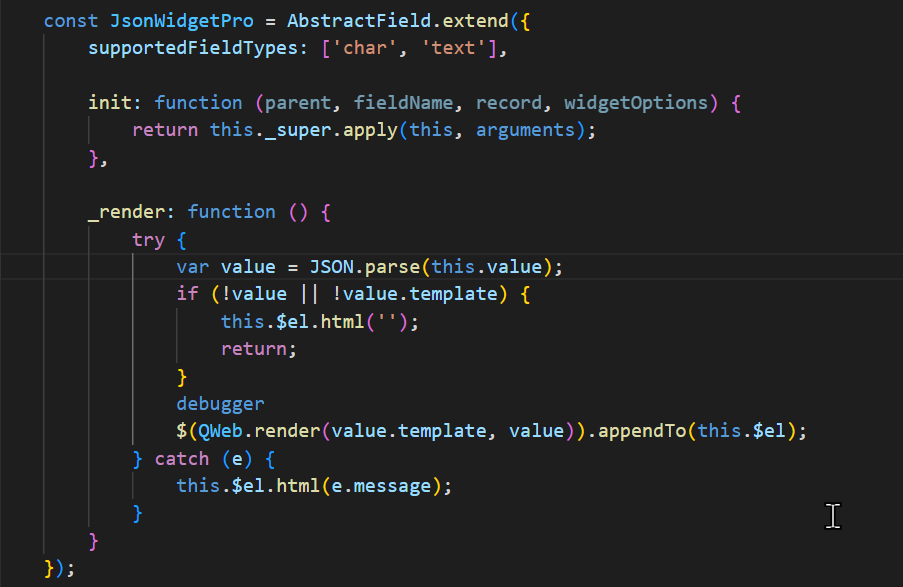 const JsonWidgetPro = AbstractField.extend({
    supportedFieldTypes: ['char', 'text'],

    init: function (parent, fieldName, record, widgetOptions) {
        return this._super.apply(this, arguments);
    },

    _render: function () {
        try {
            var value = JSON.parse(this.value);
            if (!value || !value.template) {
                this.$el.html('');
                return;
            }
            debugger
            $(QWeb.render(value.template, value)).appendTo(this.$el);
        } catch (e) {
            this.$el.html(e.message);
        }
    }
});